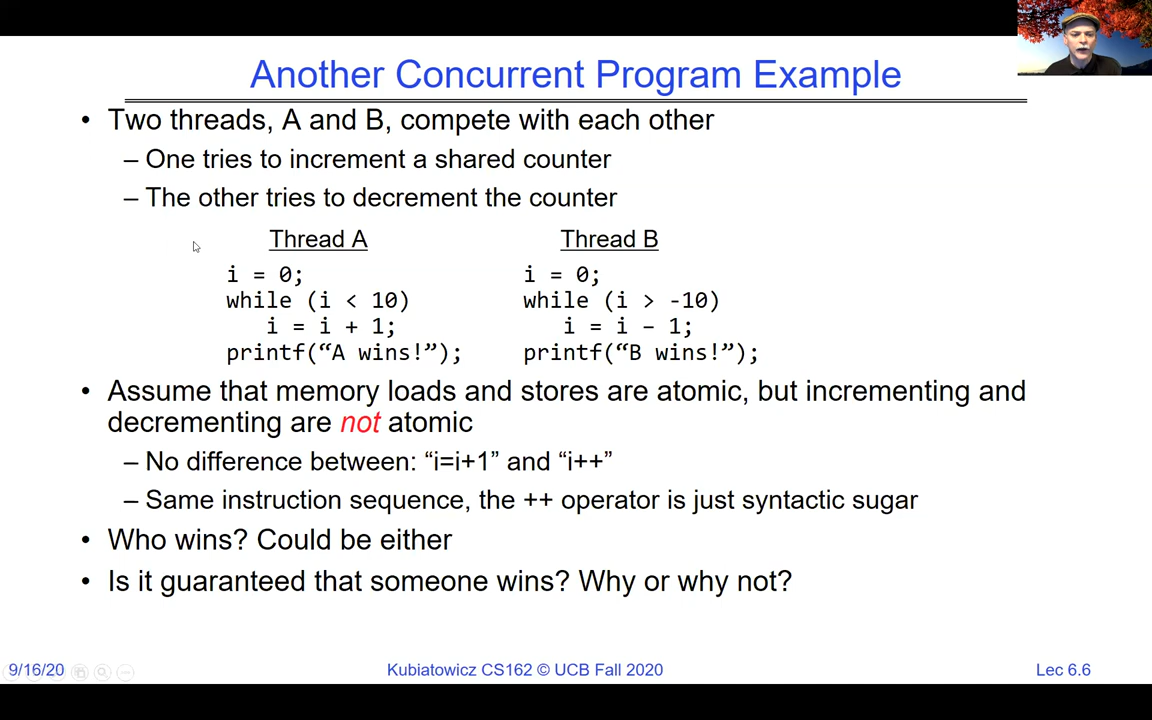 Another Concurrent Program Example
• Two threads, A and B, compete with each other
– One tries to increment a shared counter
– The other tries to decrement the counter
Thread A Thread B
i = 0; i = 0;
while (i < 10) while (i > -10)
i = i + 1; i = i – 1;
printf(“A wins!”); printf(“B wins!”);
• Assume that memory loads and stores are atomic, but incrementing and
decrementing are not atomic
– No difference between: “i=i+1” and “i++”
– Same instruction sequence, the ++ operator is just syntactic sugar
• Who wins? Could be either
• Is it guaranteed that someone wins? Why or why not?
9/16/20 Kubiatowicz CS162 © UCB Fall 2020 Lec 6.6